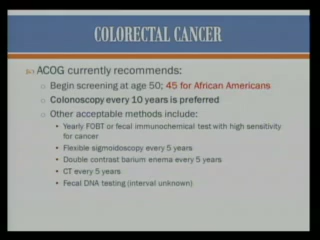 COLORECTAL CANCER
ACOG currently recommends:
Begin screening at age 50; 45 for African Americans
Colonoscopy every 10 years is preferred
Other acceptable methods include:
Yearly FOBT or fecal immunochemical test with high sensitivity
for cancer
Flexible sigmoidoscopy every 5 years
Double contrast barium enema every 5 years
CT every 5 years
Fecal DNA testing (interval unknown)